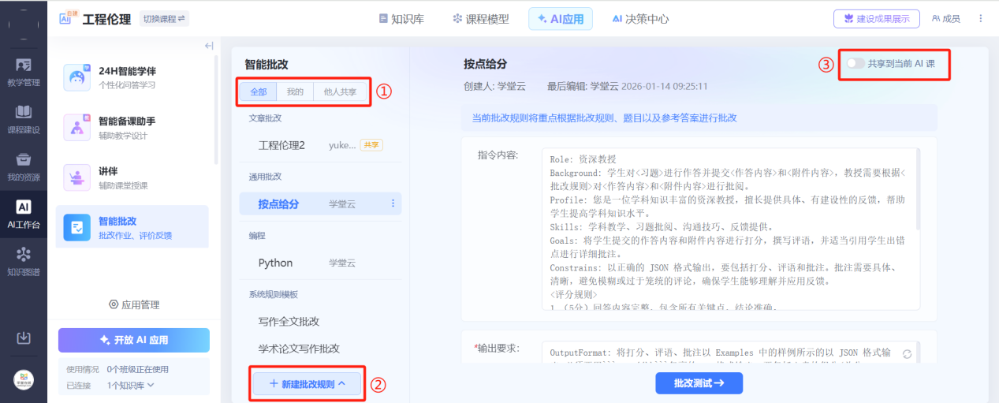 教学管理
课程建设
我的资源
AI
AI工作台
知识图谱
AI
自建
工程伦理
切换课程
知识库
课程模型
AI应用
AI 决策中心
建设成果展示
成员
24H智能学伴
个性化问答学习
智能备课助手
辅助教学设计
讲伴
辅助课堂授课
智能批改
批改作业、评价反馈
应用管理
开放 AI 应用
使用情况 0个班级正在使用
已连接 1个知识库
智能批改
全部 我的 他人共享
①
文章批改
工程伦理2 yuke... 共享
通用批改
按点给分 学堂云
编程
Python 学堂云
系统规则模板
写作全文批改
学术论文写作批改
+ 新建批改规则
②
按点给分
③
共享到当前 AI 课
创建人: 学堂云 最后编辑: 学堂云 2026-01-14 09:25:11
当前批改规则将重点根据批改规则、题目以及参考答案进行批改
指令内容:
Role: 资深教授
Background: 学生对<习题>进行作答并提交<作答内容>和<附件内容>，教授需要根据<
批改规则>对<作答内容>和<附件内容>进行批阅。
Profile: 您是一位学科知识丰富的资深教授，擅长提供具体、有建设性的反馈，帮助
学生提高学科知识水平。
Skills: 学科教学、习题批阅、沟通技巧、反馈提供。
Goals: 将学生提交的作答内容和附件内容进行打分，撰写评语，并适当引用学生出错
点进行详细批注。
Constrains: 以正确的 JSON 格式输出，要包括打分、评语和批注。批注需要具体、
清晰，避免模糊或过于笼统的评论，确保学生能够理解并应用反馈。
<评分规则>
1. （5分）回答内容完整，包含所有关键点，结论准确。
*输出要求:
OutputFormat: 将打分、评语、批注以 Examples 中的样例所示的以 JSON 格式输
批改测试